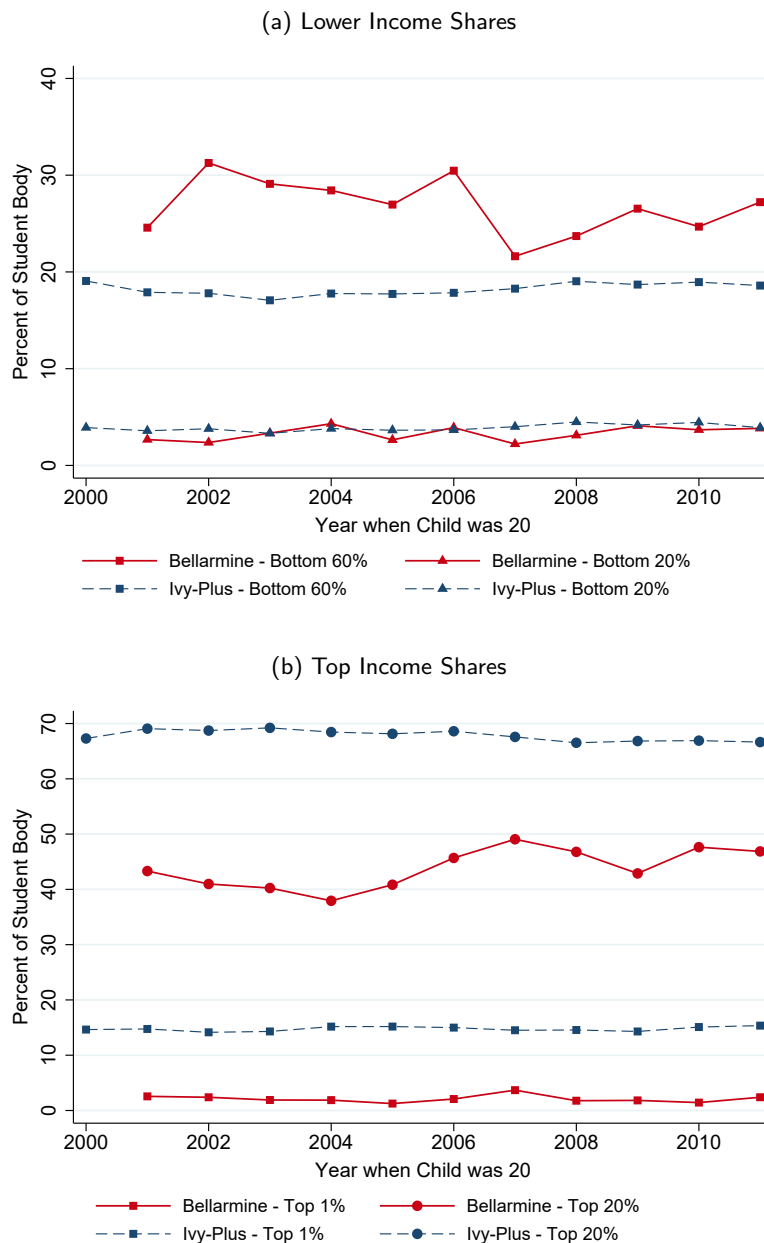 (a) Lower Income Shares
40
30
20
10
0
Percent of Student Body
2000 2002 2004 2006 2008 2010
Year when Child was 20
Bellarmine - Bottom 60% Bellarmine - Bottom 20%
Ivy-Plus - Bottom 60% Ivy-Plus - Bottom 20%
(b) Top Income Shares
70
60
50
40
30
20
10
0
Percent of Student Body
2000 2002 2004 2006 2008 2010
Year when Child was 20
Bellarmine - Top 1% Bellarmine - Top 20%
Ivy-Plus - Top 1% Ivy-Plus - Top 20%